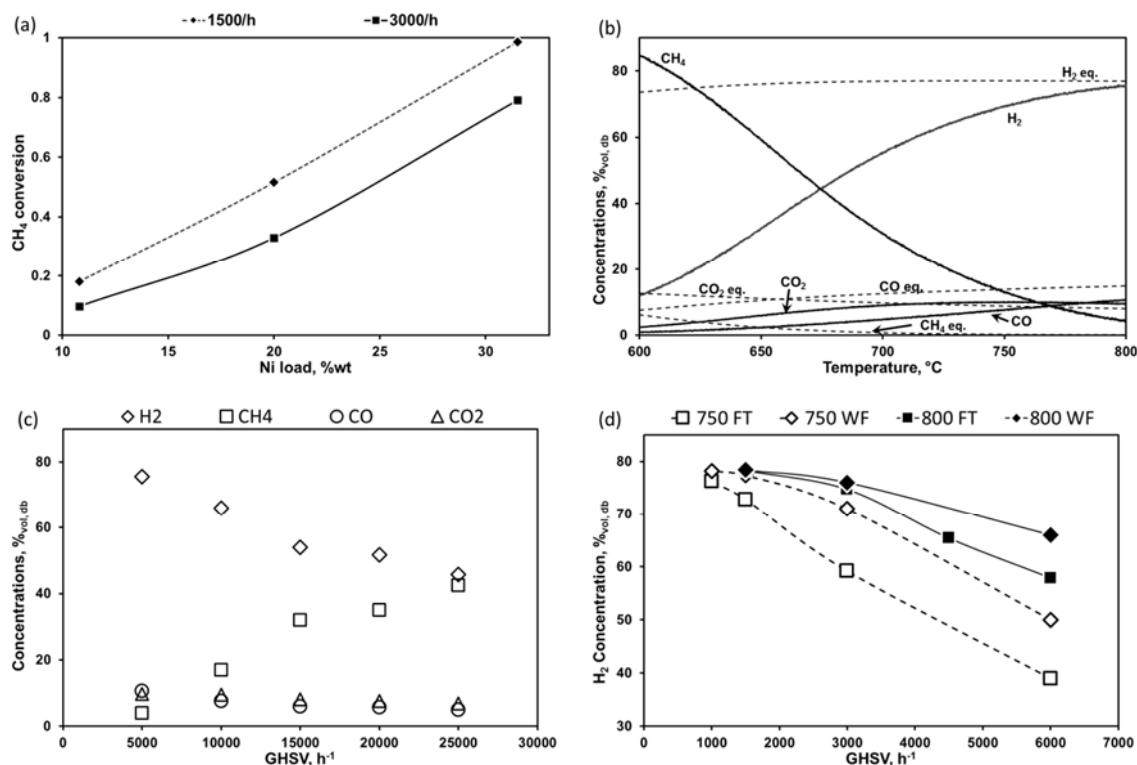 (a)
1500/h 3000/h
1
0.8
0.6
0.4
0.2
0
10 15 20 25 30
CH₄ conversion
Ni load, %wt
(b)
80
60
40
20
0
600 650 700 750 800
Concentrations, %vol, db
Temperature, °C
CH₄
H₂ eq.
H₂
CO₂ eq.
CO₂
CO eq.
CH₄ eq.
CO
(c)
H2 CH4 CO CO2
80
60
40
20
0
0 5000 10000 15000 20000 25000 30000
Concentrations, %vol, db
GHSV, h⁻¹
(d)
750 FT 750 WF 800 FT 800 WF
90
80
70
60
50
40
30
0 1000 2000 3000 4000 5000 6000 7000
H₂ Concentration, %vol, db
GHSV, h⁻¹